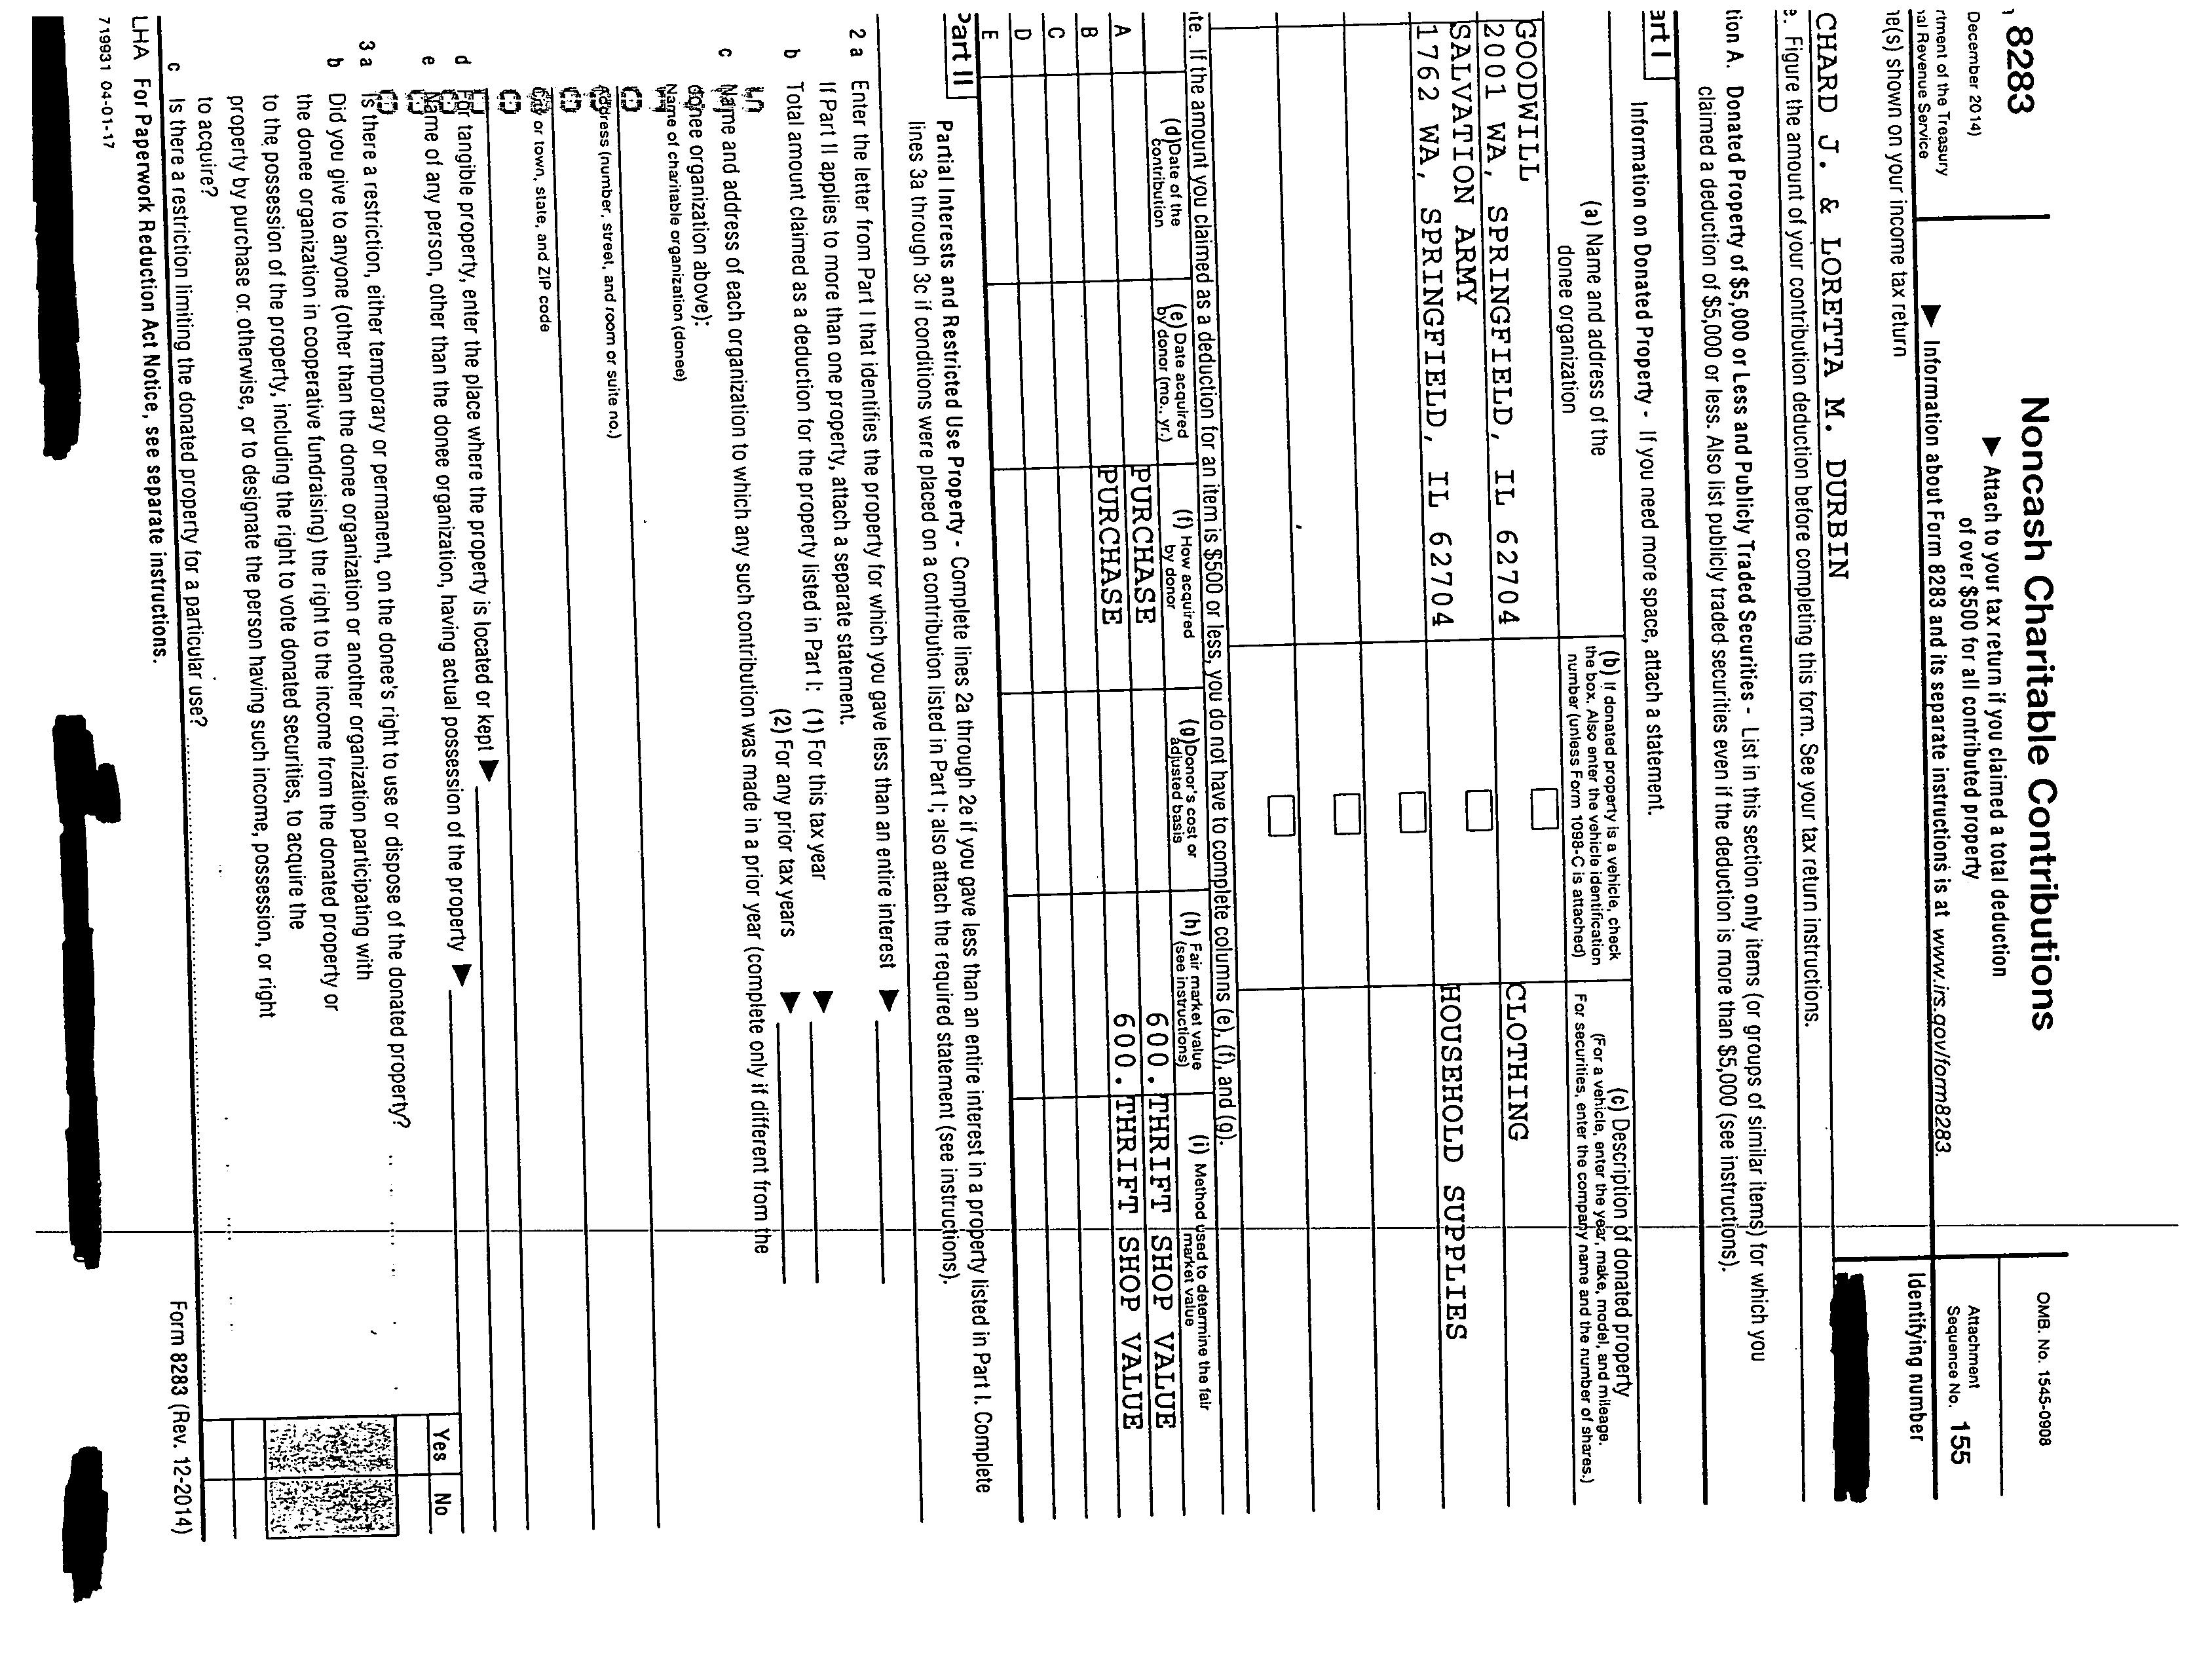 8283
December 2014)
rtment of the Treasury
nal Revenue Service
Noncash Charitable Contributions
▶ Attach to your tax return if you claimed a total deduction
of over $500 for all contributed property
▶ Information about Form 8283 and its separate instructions is at www.irs.gov/form8283.
OMB. No. 1545-0908
Attachment
Sequence No. 155
ne(s) shown on your income tax return
Identifying number
CHARD J. & LORETTA M. DURBIN
e. Figure the amount of your contribution deduction before completing this form. See your tax return instructions.
tion A. Donated Property of $5,000 or Less and Publicly Traded Securities - List in this section only items (or groups of similar items) for which you
claimed a deduction of $5,000 or less. Also list publicly traded securities even if the deduction is more than $5,000 (see instructions).
art I Information on Donated Property - If you need more space, attach a statement.
(a) Name and address of the
donee organization
(b) If donated property is a vehicle, check
the box. Also enter the vehicle identification
number (unless Form 1098-C is attached)
(c) Description of donated property
(For a vehicle, enter the year, make, model, and mileage.
For securities, enter the company name and the number of shares.)
GOODWILL
2001 WA, SPRINGFIELD, IL 62704
CLOTHING
SALVATION ARMY
1762 WA, SPRINGFIELD, IL 62704
HOUSEHOLD SUPPLIES
te. If the amount you claimed as a deduction for an item is $500 or less, you do not have to complete columns (e), (f), and (g).
(d) Date of the
contribution
(e) Date acquired
by donor (mo., yr.)
(f) How acquired
by donor
(g) Donor's cost or
adjusted basis
(h) Fair market value
(see instructions)
(i) Method used to determine the fair
market value
A PURCHASE 600. THRIFT SHOP VALUE
B PURCHASE 600. THRIFT SHOP VALUE
C
D
E
Part II Partial Interests and Restricted Use Property - Complete lines 2a through 2e if you gave less than an entire interest in a property listed in Part I. Complete
lines 3a through 3c if conditions were placed on a contribution listed in Part I; also attach the required statement (see instructions).
2 a Enter the letter from Part I that identifies the property for which you gave less than an entire interest ▶
If Part II applies to more than one property, attach a separate statement.
b Total amount claimed as a deduction for the property listed in Part I: (1) For this tax year ▶
(2) For any prior tax years ▶
c Name and address of each organization to which any such contribution was made in a prior year (complete only if different from the
donee organization above):
Name of charitable organization (donee)
Address (number, street, and room or suite no.)
City or town, state, and ZIP code
d For tangible property, enter the place where the property is located or kept ▶
e Name of any person, other than the donee organization, having actual possession of the property ▶
Yes No
3 a Is there a restriction, either temporary or permanent, on the donee's right to use or dispose of the donated property?
b Did you give to anyone (other than the donee organization or another organization participating with
the donee organization in cooperative fundraising) the right to the income from the donated property or
to the possession of the property, including the right to vote donated securities, to acquire the
property by purchase or otherwise, or to designate the person having such income, possession, or right
to acquire?
c Is there a restriction limiting the donated property for a particular use?
LHA For Paperwork Reduction Act Notice, see separate instructions.
Form 8283 (Rev. 12-2014)
719931 04-01-17